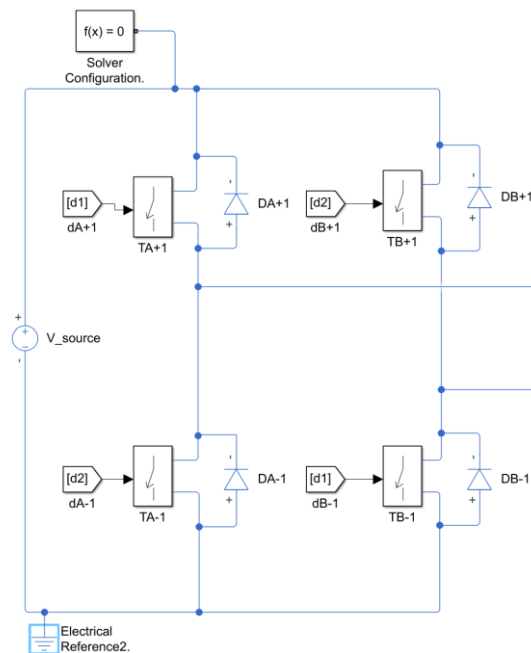 f(x) = 0
Solver
Configuration.
[d1]
dA+1
TA+1
-
+
DA+1
[d2]
dB+1
TB+1
-
+
DB+1
+
+
-
-
V_source
[d2]
dA-1
TA-1
-
+
DA-1
[d1]
dB-1
TB-1
-
+
DB-1
Electrical
Reference2.